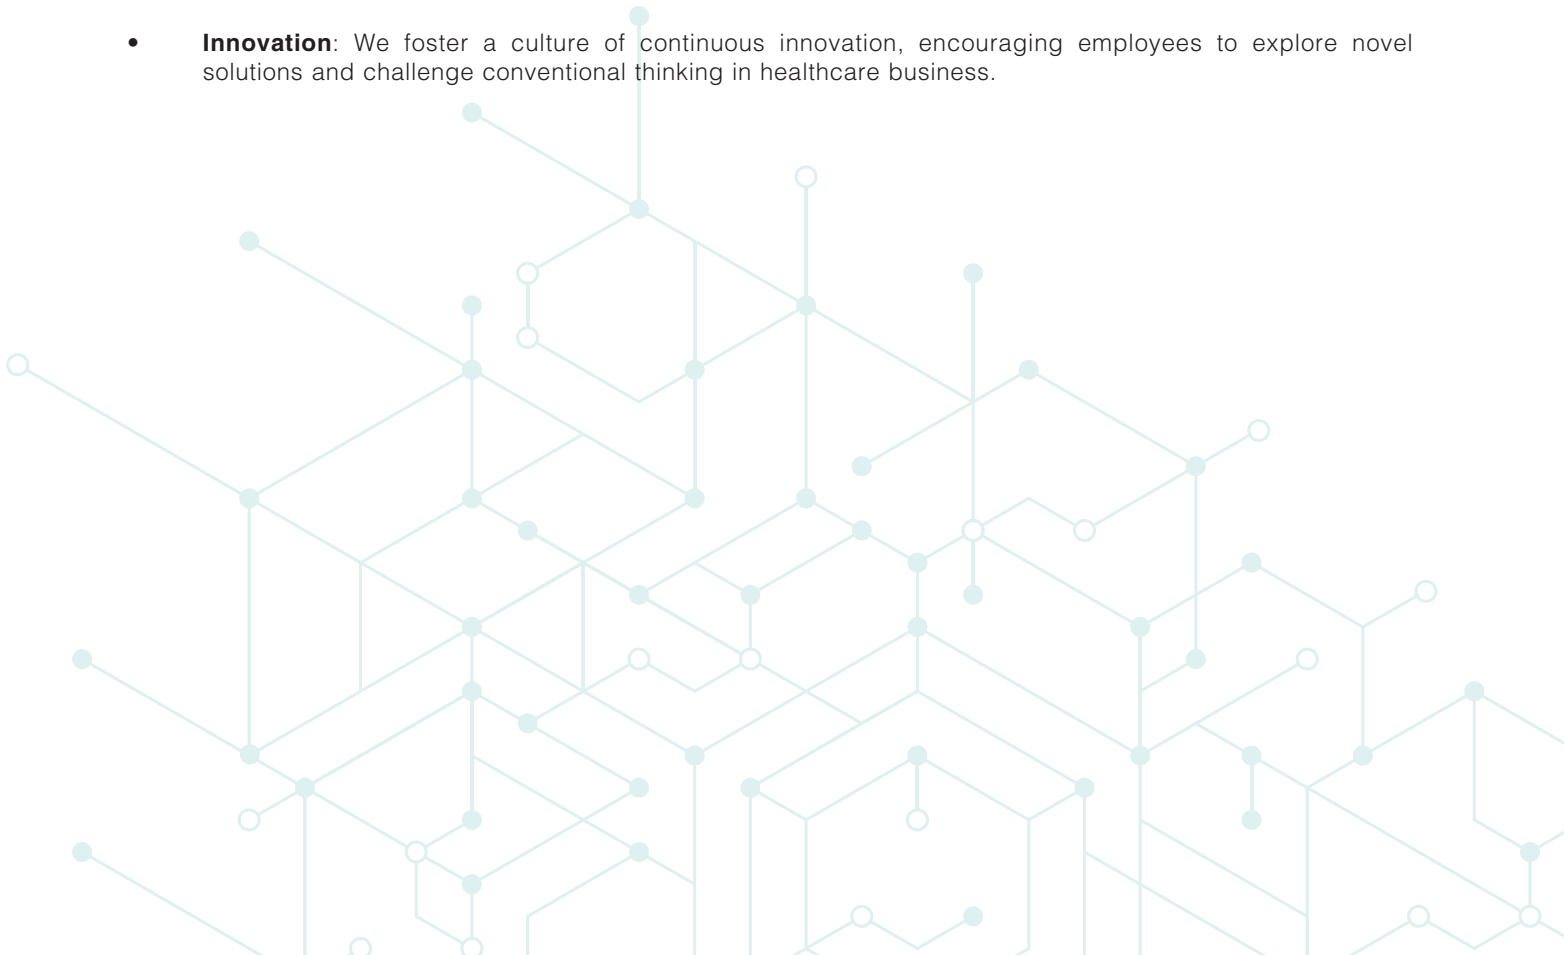 • Innovation: We foster a culture of continuous innovation, encouraging employees to explore novel
solutions and challenge conventional thinking in healthcare business.